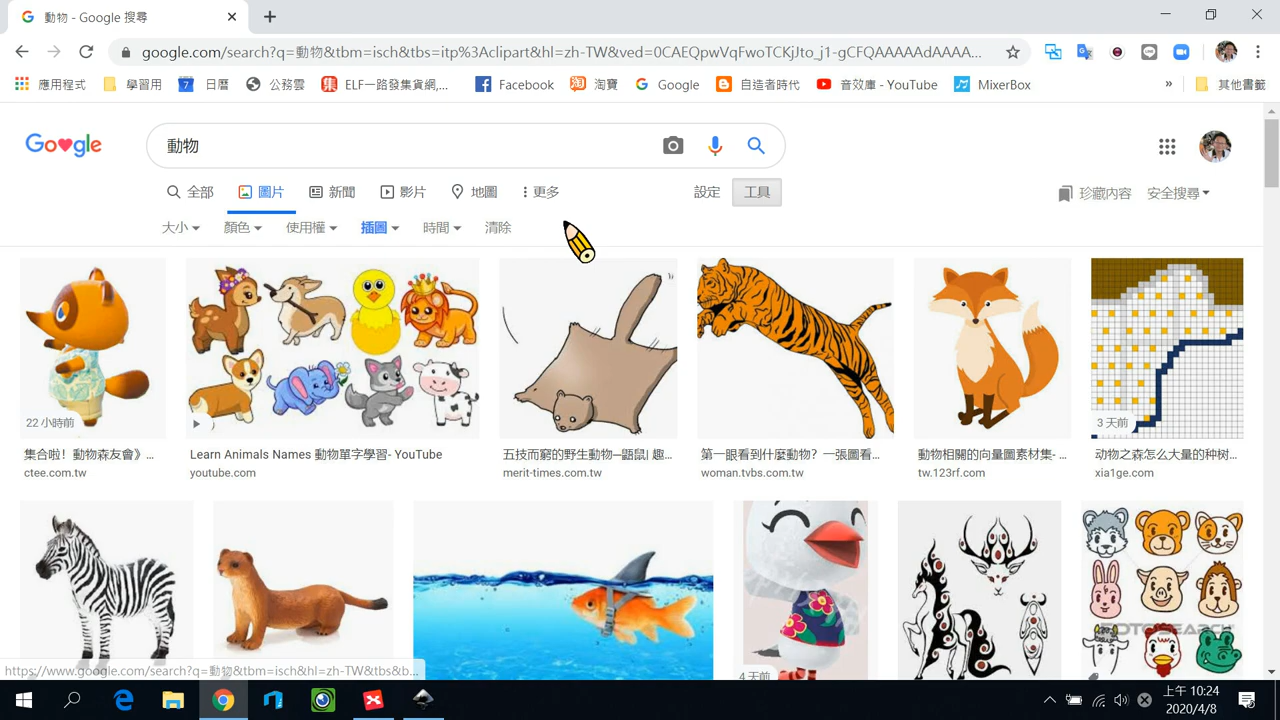 動物 - Google 搜尋
google.com/search?q=動物&tbm=isch&tbs=itp%3Aclipart&hl=zh-TW&ved=0CAEQpwVqFwoTCKjJto_j1-gCFQAAAAAdAAAA...
應用程式 學習用 7 日曆 公務雲 集 ELF一路發集貨網,... Facebook 淘寶 Google 自造者時代 音效庫 - YouTube MixerBox » 其他書籤
Google 動物
全部 圖片 新聞 影片 地圖 更多 設定 工具 珍藏內容 安全搜尋
大小 顏色 使用權 插圖 時間 清除
22 小時前 3 天前
集合啦！動物森友會》... Learn Animals Names 動物單字學習- YouTube 五技而窮的野生動物─鼯鼠| 趣... 第一眼看到什麼動物？一張圖看... 動物相關的向量圖素材集- ... 动物之森怎么大量的种树...
ctee.com.tw youtube.com merit-times.com.tw woman.tvbs.com.tw tw.123rf.com xia1ge.com
FOTOSEARCH
https://www.google.com/search?q=動物&tbm=isch&hl=zh-TW&tbs&b... 4 天前
上午 10:24
2020/4/8